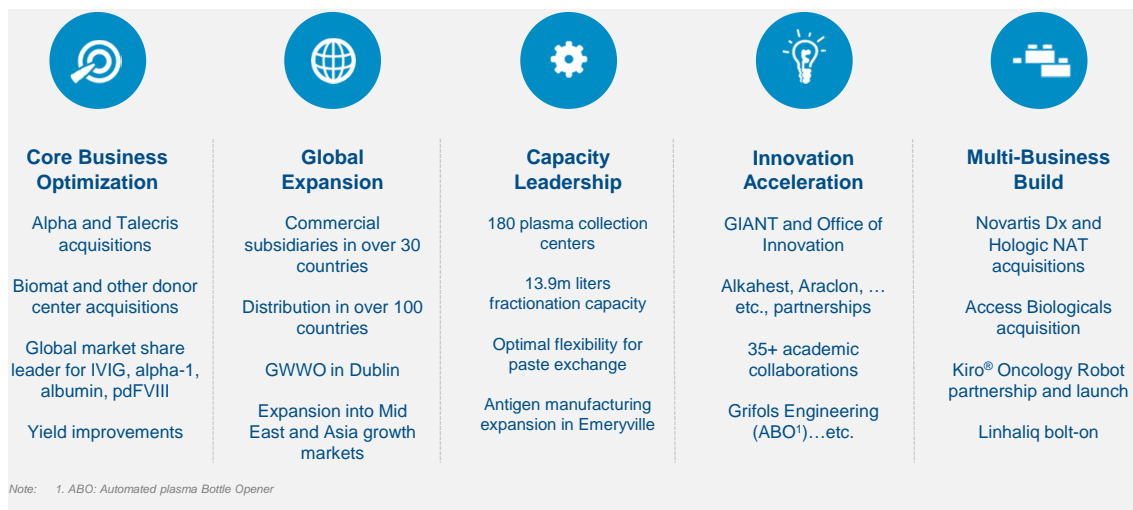 Core Business
Optimization
Alpha and Talecris
acquisitions
Biomat and other donor
center acquisitions
Global market share
leader for IVIG, alpha-1,
albumin, pdFVIII
Yield improvements
Global
Expansion
Commercial
subsidiaries in over 30
countries
Distribution in over 100
countries
GWWO in Dublin
Expansion into Mid
East and Asia growth
markets
Capacity
Leadership
180 plasma collection
centers
13.9m liters
fractionation capacity
Optimal flexibility for
paste exchange
Antigen manufacturing
expansion in Emeryville
Innovation
Acceleration
GIANT and Office of
Innovation
Alkahest, Araclon, …
etc., partnerships
35+ academic
collaborations
Grifols Engineering
(ABO¹)…etc.
Multi-Business
Build
Novartis Dx and
Hologic NAT
acquisitions
Access Biologicals
acquisition
Kiro® Oncology Robot
partnership and launch
Linhaliq bolt-on
Note: 1. ABO: Automated plasma Bottle Opener